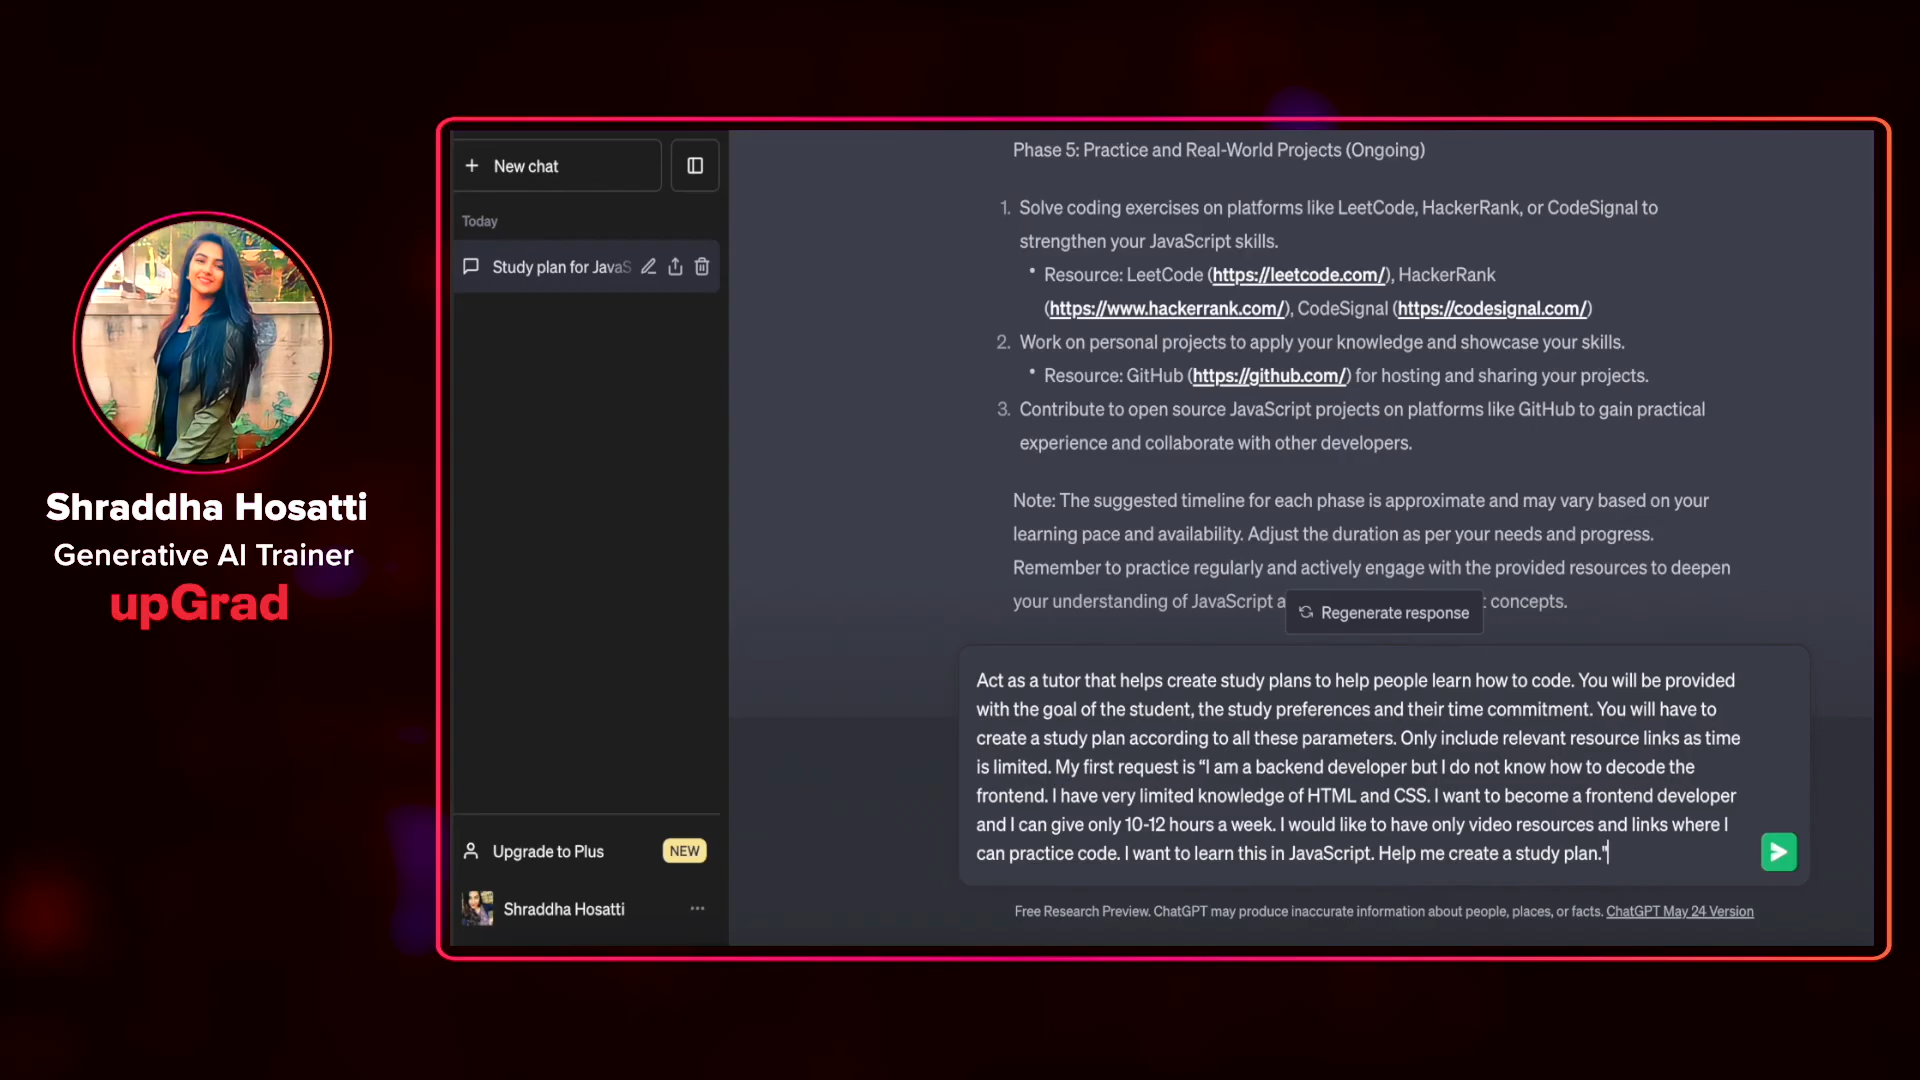 Shraddha Hosatti
Generative AI Trainer
upGrad
+ New chat
Today
Study plan for JavaS
Upgrade to Plus NEW
Shraddha Hosatti
Phase 5: Practice and Real-World Projects (Ongoing)
1. Solve coding exercises on platforms like LeetCode, HackerRank, or CodeSignal to
strengthen your JavaScript skills.
• Resource: LeetCode (https://leetcode.com/), HackerRank
(https://www.hackerrank.com/), CodeSignal (https://codesignal.com/)
2. Work on personal projects to apply your knowledge and showcase your skills.
• Resource: GitHub (https://github.com/) for hosting and sharing your projects.
3. Contribute to open source JavaScript projects on platforms like GitHub to gain practical
experience and collaborate with other developers.
Note: The suggested timeline for each phase is approximate and may vary based on your
learning pace and availability. Adjust the duration as per your needs and progress.
Remember to practice regularly and actively engage with the provided resources to deepen
your understanding of JavaScript a concepts.
Regenerate response
Act as a tutor that helps create study plans to help people learn how to code. You will be provided
with the goal of the student, the study preferences and their time commitment. You will have to
create a study plan according to all these parameters. Only include relevant resource links as time
is limited. My first request is “I am a backend developer but I do not know how to decode the
frontend. I have very limited knowledge of HTML and CSS. I want to become a frontend developer
and I can give only 10-12 hours a week. I would like to have only video resources and links where I
can practice code. I want to learn this in JavaScript. Help me create a study plan."
Free Research Preview. ChatGPT may produce inaccurate information about people, places, or facts. ChatGPT May 24 Version